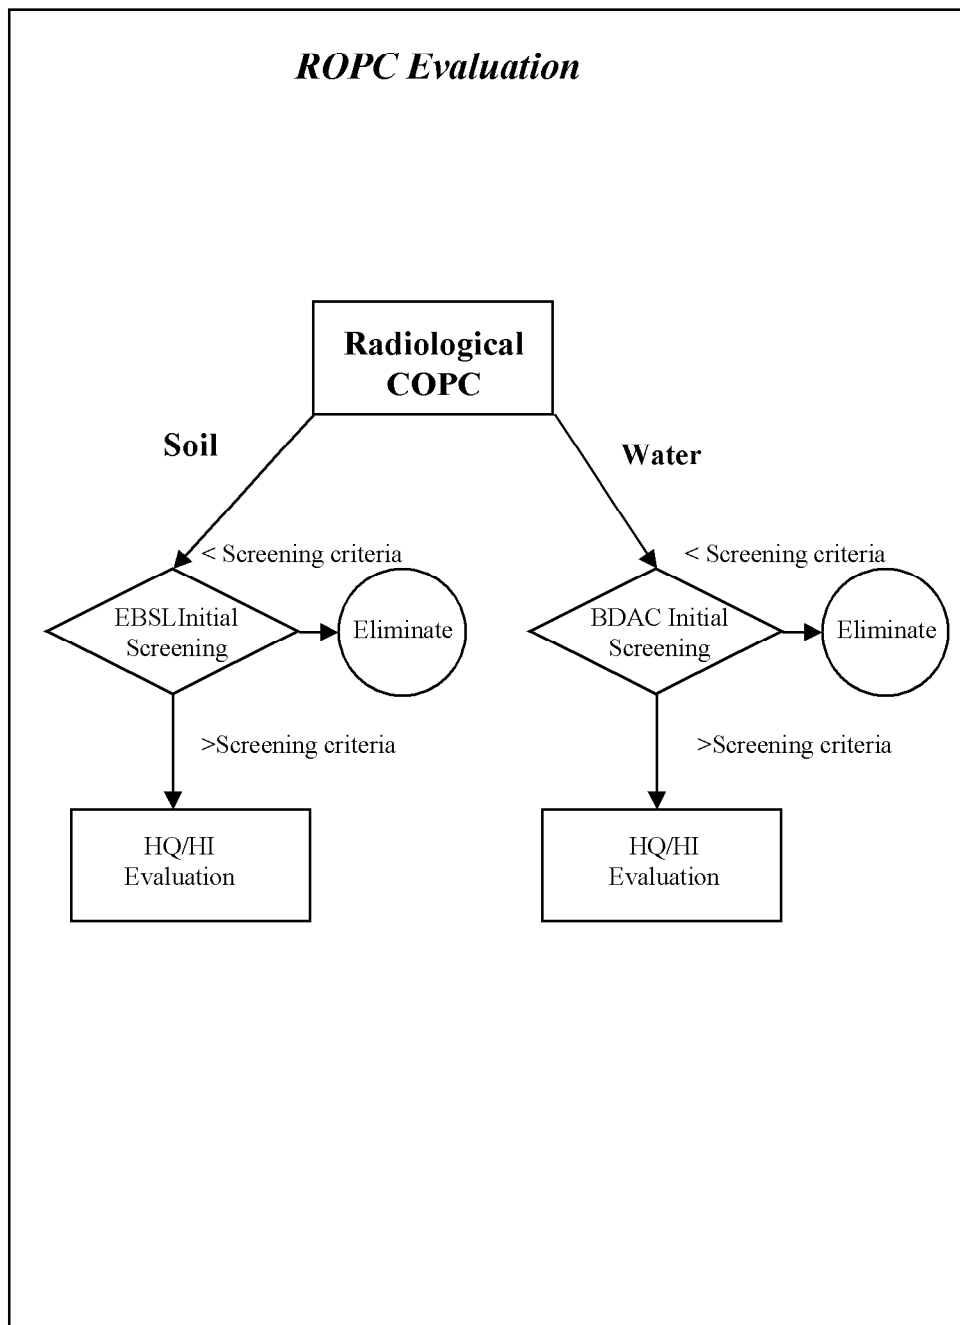 ROPC Evaluation
Radiological
COPC
Soil
Water
< Screening criteria
< Screening criteria
EBSLInitial
Screening
Eliminate
BDAC Initial
Screening
Eliminate
>Screening criteria
>Screening criteria
HQ/HI
Evaluation
HQ/HI
Evaluation